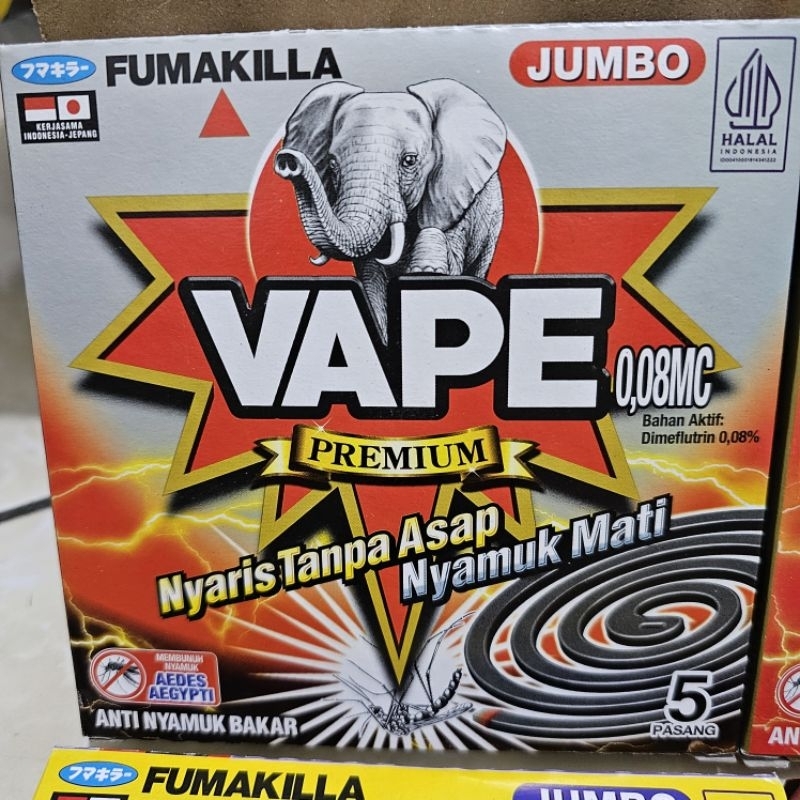 フマキラー FUMAKILLA
JUMBO
HALAL
INDONESIA
KERJASAMA
INDONESIA-JEPANG
VAPE
0,08MC
Bahan Aktif:
Dimeflutrin 0,08%
PREMIUM
Nyaris Tanpa Asap
Nyamuk Mati
MEMBUNUH
NYAMUK
AEDES
AEGYPTI
ANTI NYAMUK BAKAR
5
PASANG
AN
フマキラー FUMAKILLA
JUMBO